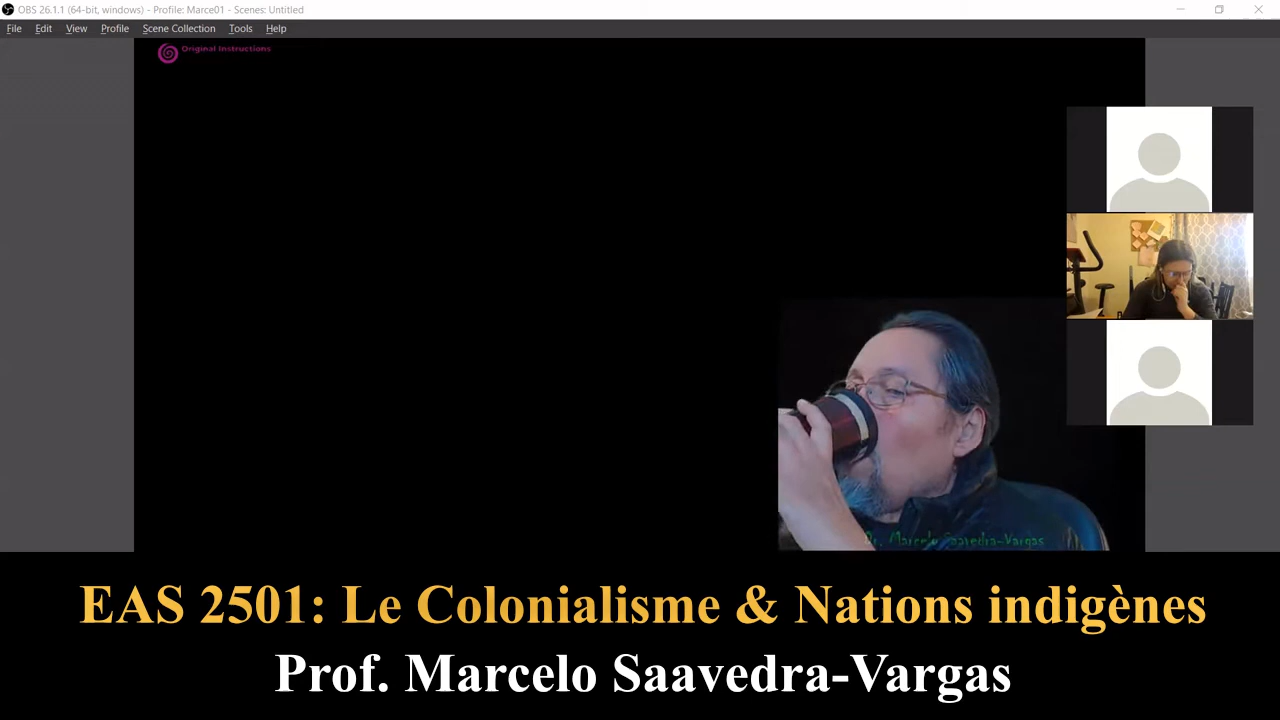 OBS 26.1.1 (64-bit, windows) - Profile: Marce01 - Scenes: Untitled
File Edit View Profile Scene Collection Tools Help
Original Instructions
Dr. Marcelo Saavedra-Vargas
EAS 2501: Le Colonialisme & Nations indigènes
Prof. Marcelo Saavedra-Vargas